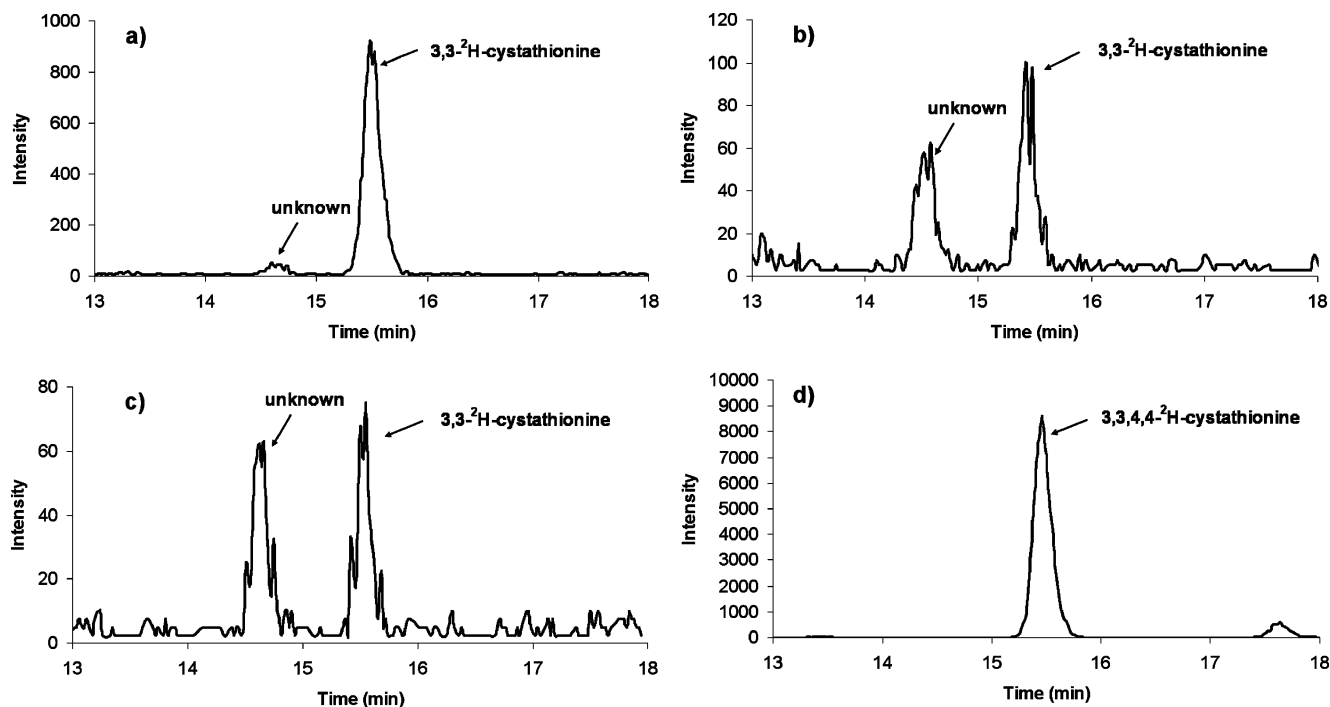 a)
1000
800
600
400
200
0
Intensity
3,3-²H-cystathionine
unknown
13 14 15 16 17 18
Time (min)
b)
120
100
80
60
40
20
0
Intensity
3,3-²H-cystathionine
unknown
13 14 15 16 17 18
Time (min)
c)
80
60
40
20
0
Intensity
unknown
3,3-²H-cystathionine
13 14 15 16 17 18
Time (min)
d)
10000
9000
8000
7000
6000
5000
4000
3000
2000
1000
0
Intensity
3,3,4,4-²H-cystathionine
13 14 15 16 17 18
Time (min)